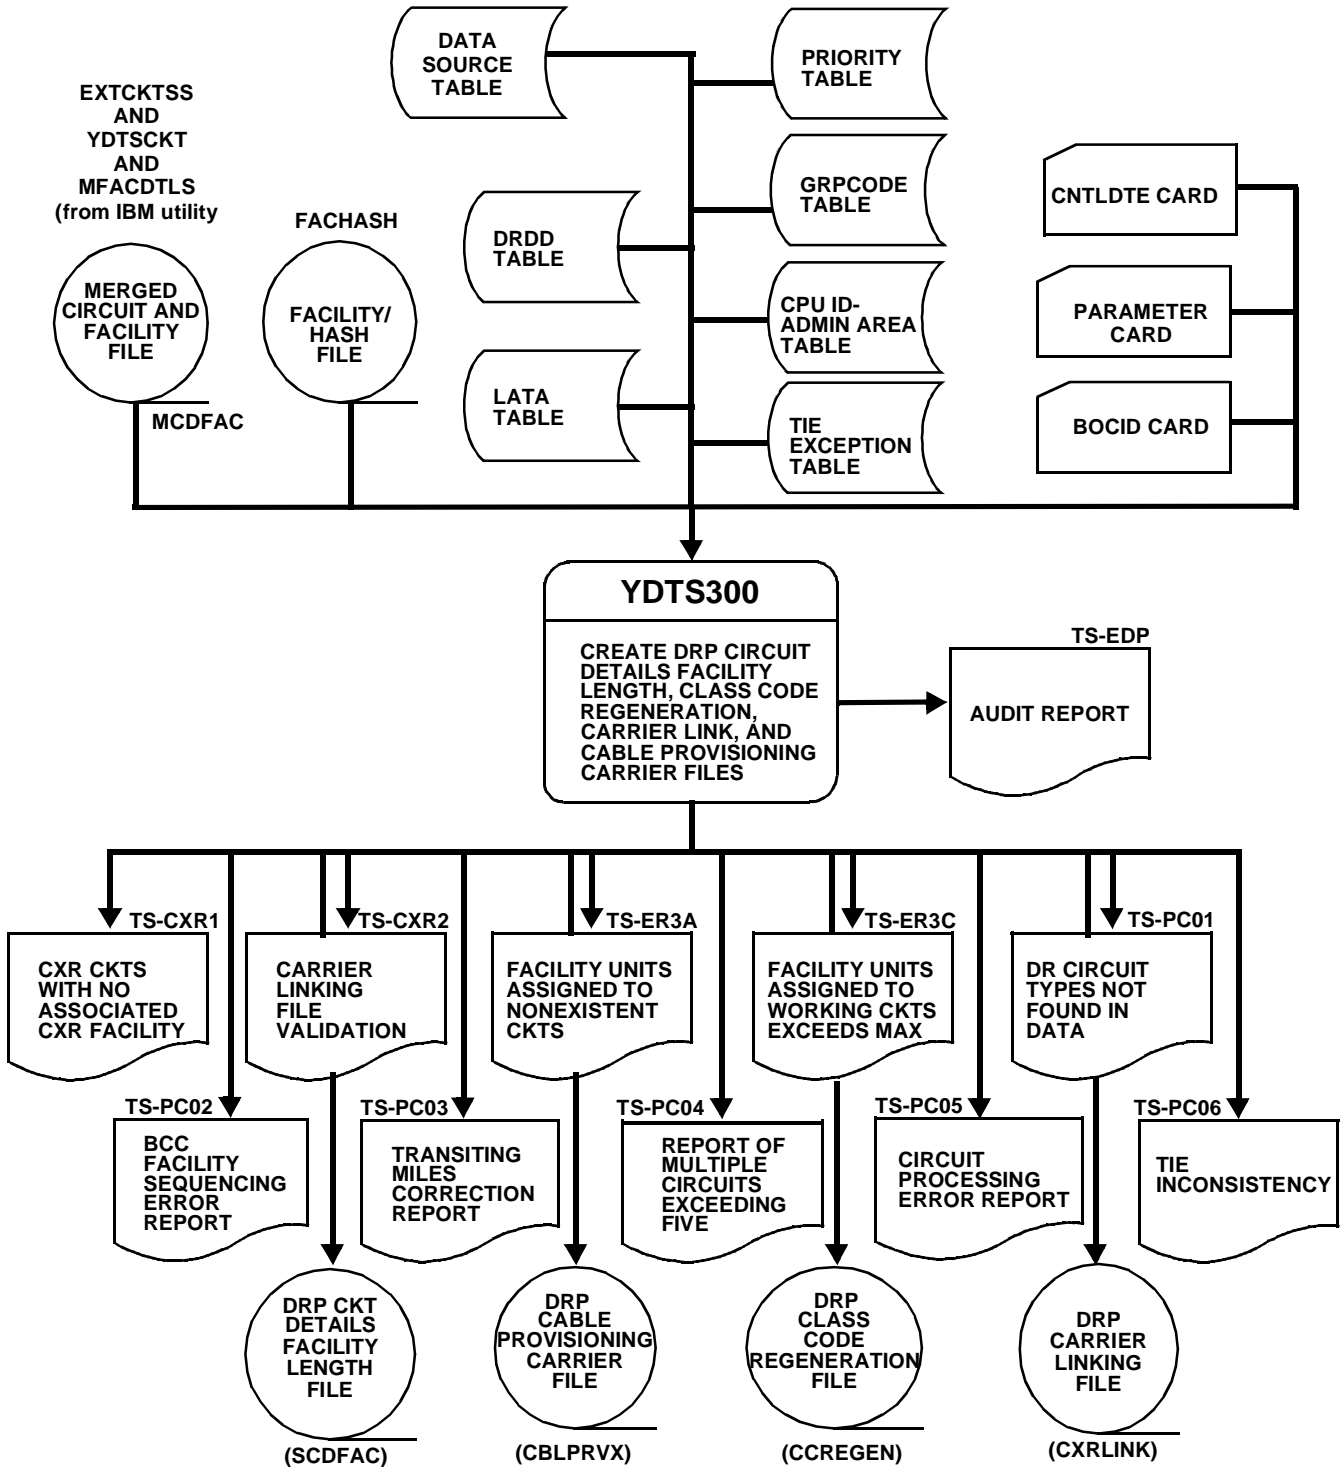 DATA
SOURCE
TABLE
PRIORITY
TABLE
EXTCKTSS
AND
YDTSCKT
AND
MFACDTLS
(from IBM utility
FACHASH
GRPCODE
TABLE
CNTLDTE CARD
DRDD
TABLE
MERGED
CIRCUIT AND
FACILITY
FILE
FACILITY/
HASH
FILE
CPU ID-
ADMIN AREA
TABLE
PARAMETER
CARD
MCDFAC
LATA
TABLE
TIE
EXCEPTION
TABLE
BOCID CARD
YDTS300
CREATE DRP CIRCUIT
DETAILS FACILITY
LENGTH, CLASS CODE
REGENERATION,
CARRIER LINK, AND
CABLE PROVISIONING
CARRIER FILES
TS-EDP
AUDIT REPORT
TS-CXR1
CXR CKTS
WITH NO
ASSOCIATED
CXR FACILITY
TS-CXR2
CARRIER
LINKING
FILE
VALIDATION
TS-ER3A
FACILITY UNITS
ASSIGNED TO
NONEXISTENT
CKTS
TS-ER3C
FACILITY UNITS
ASSIGNED TO
WORKING CKTS
EXCEEDS MAX
TS-PC01
DR CIRCUIT
TYPES NOT
FOUND IN
DATA
TS-PC02
BCC
FACILITY
SEQUENCING
ERROR
REPORT
TS-PC03
TRANSITING
MILES
CORRECTION
REPORT
TS-PC04
REPORT OF
MULTIPLE
CIRCUITS
EXCEEDING
FIVE
TS-PC05
CIRCUIT
PROCESSING
ERROR REPORT
TS-PC06
TIE
INCONSISTENCY
DRP CKT
DETAILS
FACILITY
LENGTH
FILE
(SCDFAC)
DRP
CABLE
PROVISIONING
CARRIER
FILE
(CBLPRVX)
DRP
CLASS
CODE
REGENERATION
FILE
(CCREGEN)
DRP
CARRIER
LINKING
FILE
(CXRLINK)